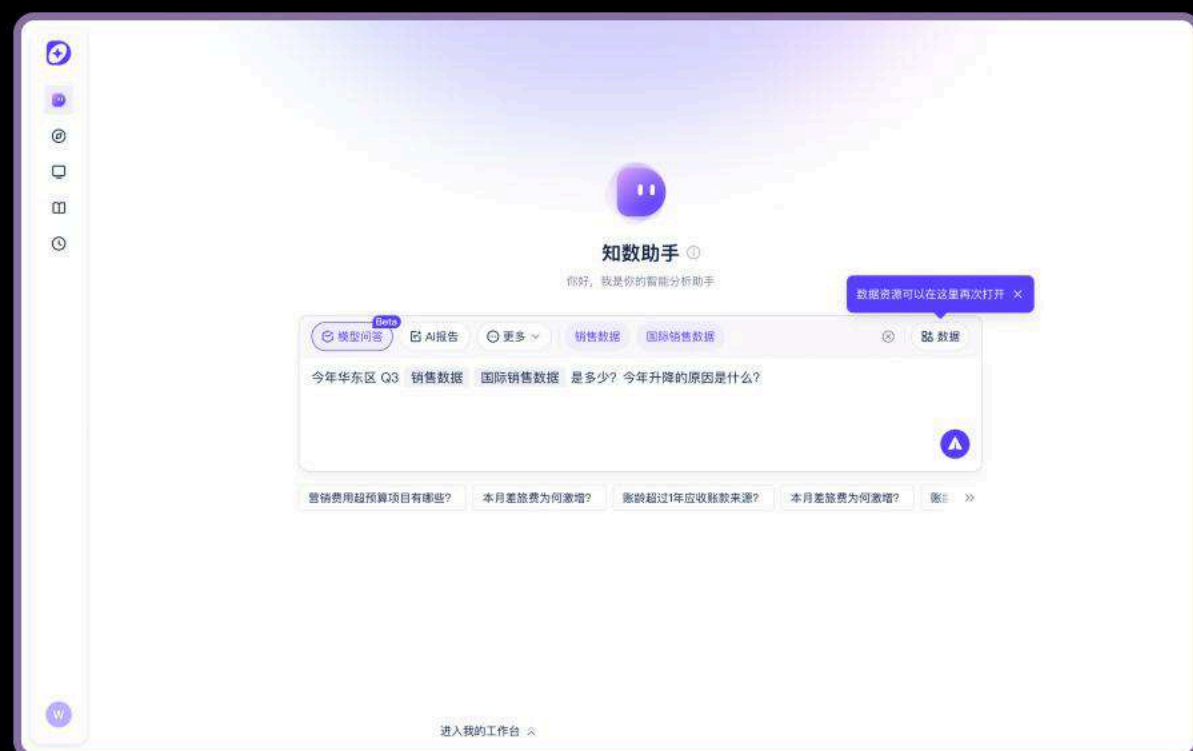 知数助手
你好，我是你的智能分析助手
数据资源可以在这里再次打开
Beta
模型问答 AI报告 更多 销售数据 国际销售数据 数据
今年华东区 Q3 销售数据 国际销售数据 是多少？今年升降的原因是什么？
营销费用超预算项目有哪些？ 本月差旅费为何激增？ 账龄超过1年应收账款来源？ 本月差旅费为何激增？ 账
W
进入我的工作台